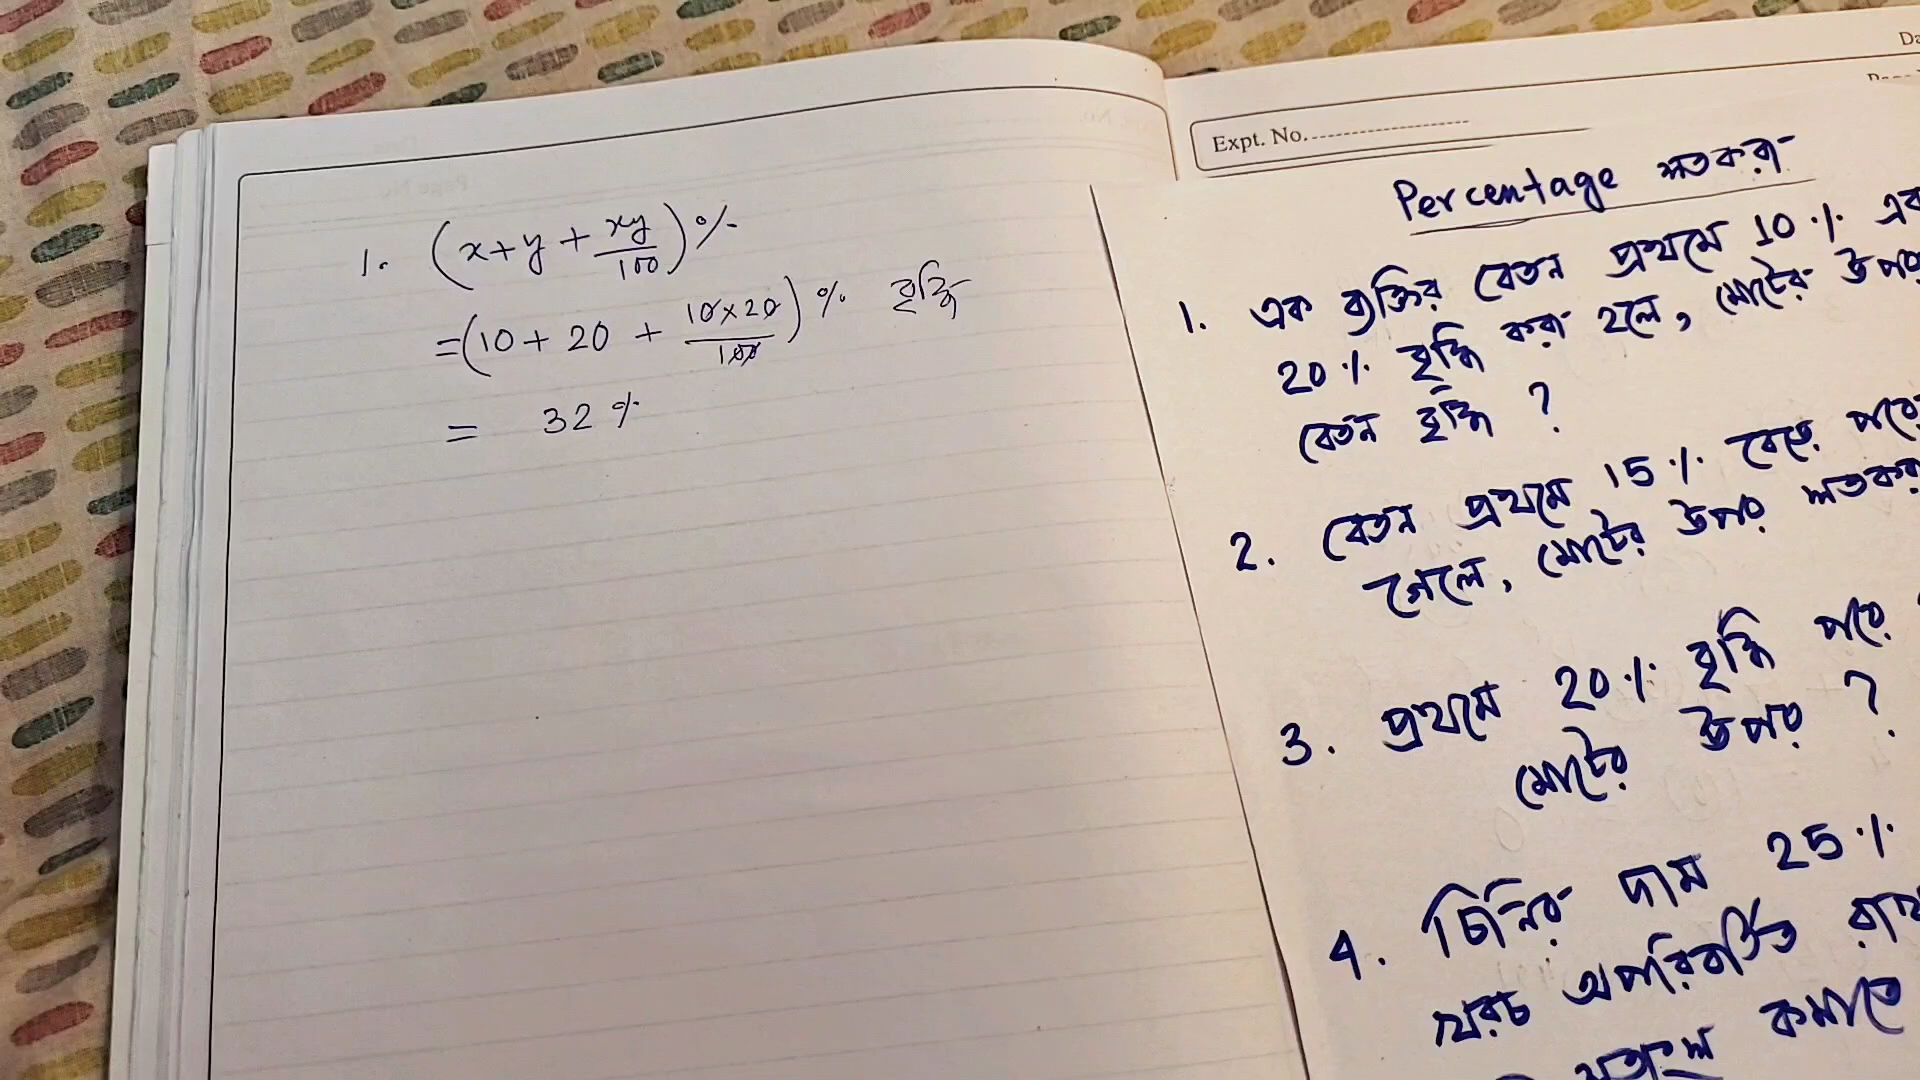 1. (x+y+xy/100)%
=(10+20+10×20/100)% বৃদ্ধি
= 32%
Expt. No.
Percentage শতকরা
1. এক ব্যক্তির বেতন প্রথমে 10%
20% বৃদ্ধি করা হলে, মোটের উপর
বেতন বৃদ্ধি ?
2. বেতন প্রথমে 15% বেড়ে পরে
গেলে, মোটের উপর শতকরা
3. প্রথমে 20% বৃদ্ধি পরে
মোটের উপর ?
4. চিনির দাম 25%
খরচ অপরিবর্তিত
কমাতে